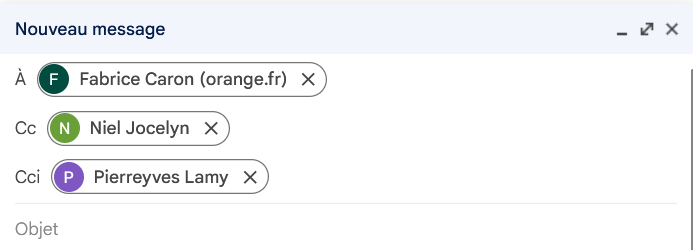 Nouveau message
À F Fabrice Caron (orange.fr)
Cc N Niel Jocelyn
Cci P Pierreyves Lamy
Objet